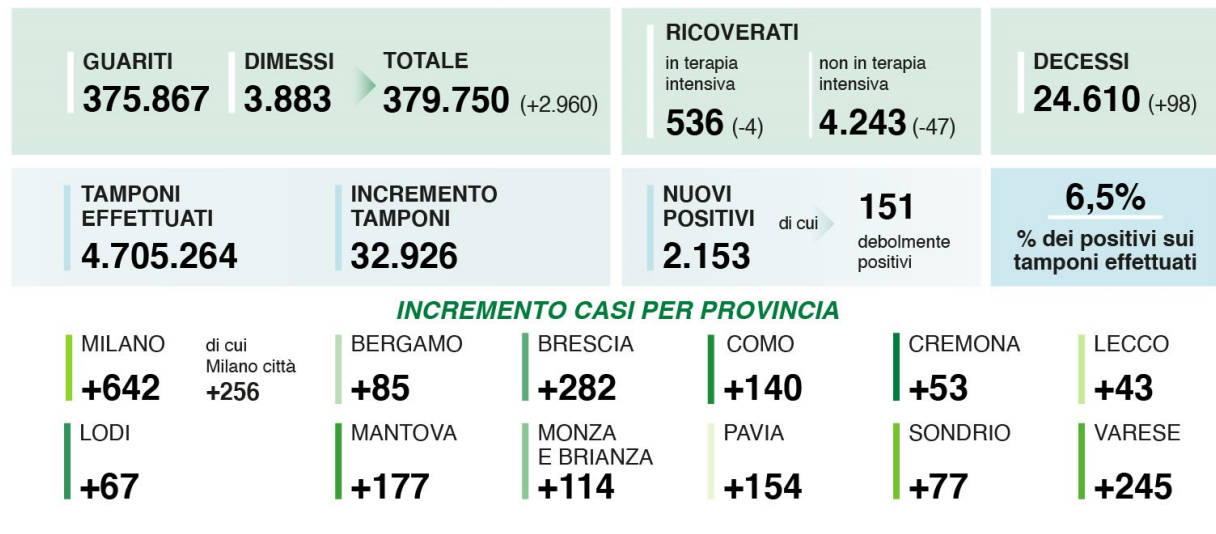 GUARITI
375.867
DIMESSI
3.883
TOTALE
379.750 (+2.960)
RICOVERATI
in terapia
intensiva
536 (-4)
non in terapia
intensiva
4.243 (-47)
DECESSI
24.610 (+98)
TAMPONI
EFFETTUATI
4.705.264
INCREMENTO
TAMPONI
32.926
NUOVI
POSITIVI
2.153
di cui
151
debolmente
positivi
6,5%
% dei positivi sui
tamponi effettuati
INCREMENTO CASI PER PROVINCIA
MILANO
+642
di cui
Milano città
+256
BERGAMO
+85
BRESCIA
+282
COMO
+140
CREMONA
+53
LECCO
+43
LODI
+67
MANTOVA
+177
MONZA
E BRIANZA
+114
PAVIA
+154
SONDRIO
+77
VARESE
+245